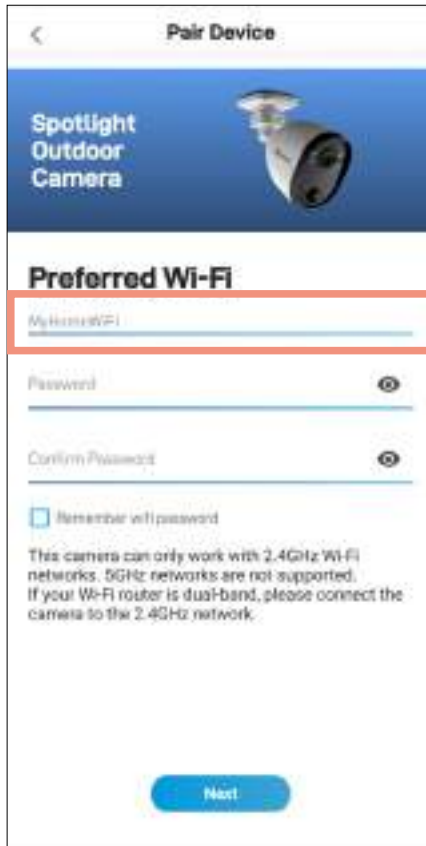 Pair Device
Spotlight
Outdoor
Camera
Preferred Wi-Fi
MyHomeWiFi
Password
Confirm Password
Remember wifi password
This camera can only work with 2.4GHz Wi-Fi
networks. 5GHz networks are not supported.
If your Wi-Fi router is dual-band, please connect the
camera to the 2.4GHz network.
Next